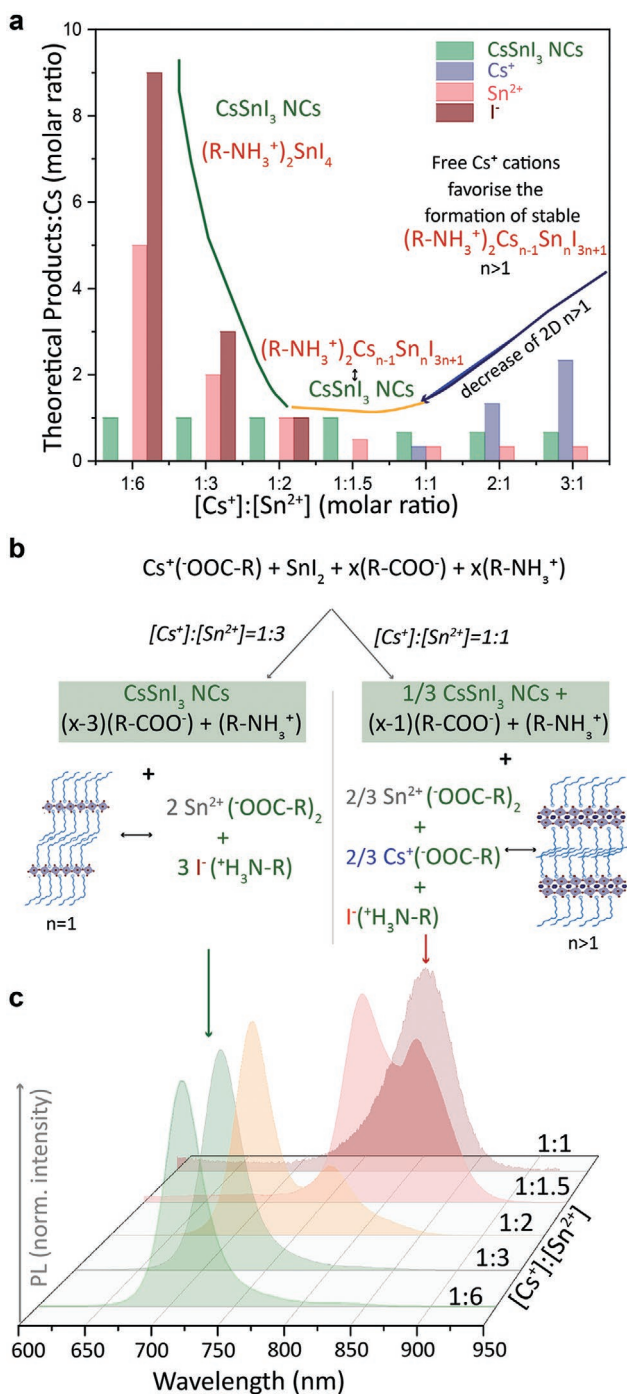 a
Theoretical Products:Cs (molar ratio)
10
8
6
4
2
0
CsSnI₃ NCs
Cs⁺
Sn²⁺
I⁻
CsSnI₃ NCs
(R-NH₃⁺)₂SnI₄
Free Cs⁺ cations
favorise the
formation of stable
(R-NH₃⁺)₂Csₙ₋₁SnₙI₃ₙ₊₁
n>1
(R-NH₃⁺)₂Csₙ₋₁SnₙI₃ₙ₊₁
CsSnI₃ NCs
decrease of 2D n>1
1:6 1:3 1:2 1:1.5 1:1 2:1 3:1
[Cs⁺]:[Sn²⁺] (molar ratio)
b
Cs⁺(⁻OOC-R) + SnI₂ + x(R-COO⁻) + x(R-NH₃⁺)
[Cs⁺]:[Sn²⁺]=1:3
[Cs⁺]:[Sn²⁺]=1:1
CsSnI₃ NCs
(x-3)(R-COO⁻) + (R-NH₃⁺)
+
2 Sn²⁺(⁻OOC-R)₂
+
3 I⁻(⁺H₃N-R)
n=1
1/3 CsSnI₃ NCs +
(x-1)(R-COO⁻) + (R-NH₃⁺)
+
2/3 Sn²⁺(⁻OOC-R)₂
+
2/3 Cs⁺(⁻OOC-R)
+
I⁻(⁺H₃N-R)
n>1
c
PL (norm. intensity)
1:1
1:1.5
1:2
1:3
1:6
[Cs⁺]:[Sn²⁺]
600 650 700 750 800 850 900 950
Wavelength (nm)